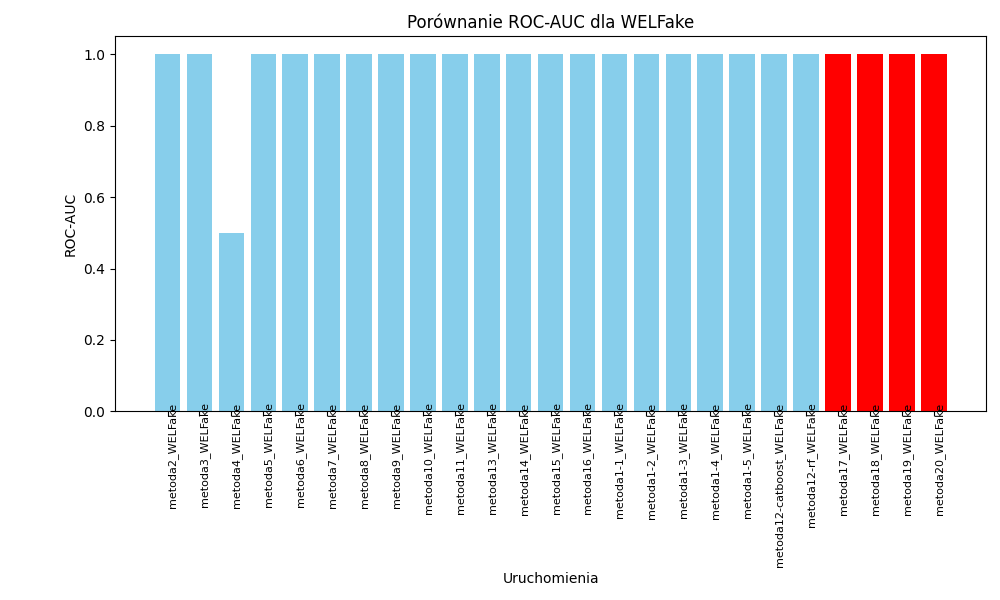 Porównanie ROC-AUC dla WELFake
ROC-AUC
1.0
0.8
0.6
0.4
0.2
0.0
metoda2_WELFake
metoda3_WELFake
metoda4_WELFake
metoda5_WELFake
metoda6_WELFake
metoda7_WELFake
metoda8_WELFake
metoda9_WELFake
metoda10_WELFake
metoda11_WELFake
metoda13_WELFake
metoda14_WELFake
metoda15_WELFake
metoda16_WELFake
metoda1-1_WELFake
metoda1-2_WELFake
metoda1-3_WELFake
metoda1-4_WELFake
metoda1-5_WELFake
metoda12-catboost_WELFake
metoda12-rf_WELFake
metoda17_WELFake
metoda18_WELFake
metoda19_WELFake
metoda20_WELFake
Uruchomienia